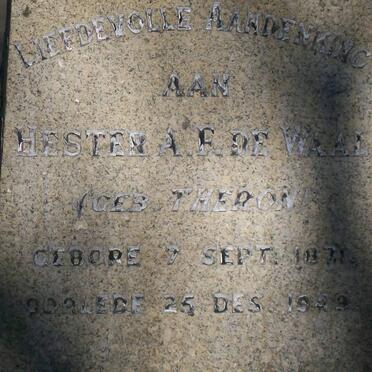 LIEFDEVOLLE AANDENKING
AAN
HESTER A. F. DE WAAL
(GEB. THERON)
GEBORE 7 SEPT. 1871.
OORLEDE 25 DES. 1949